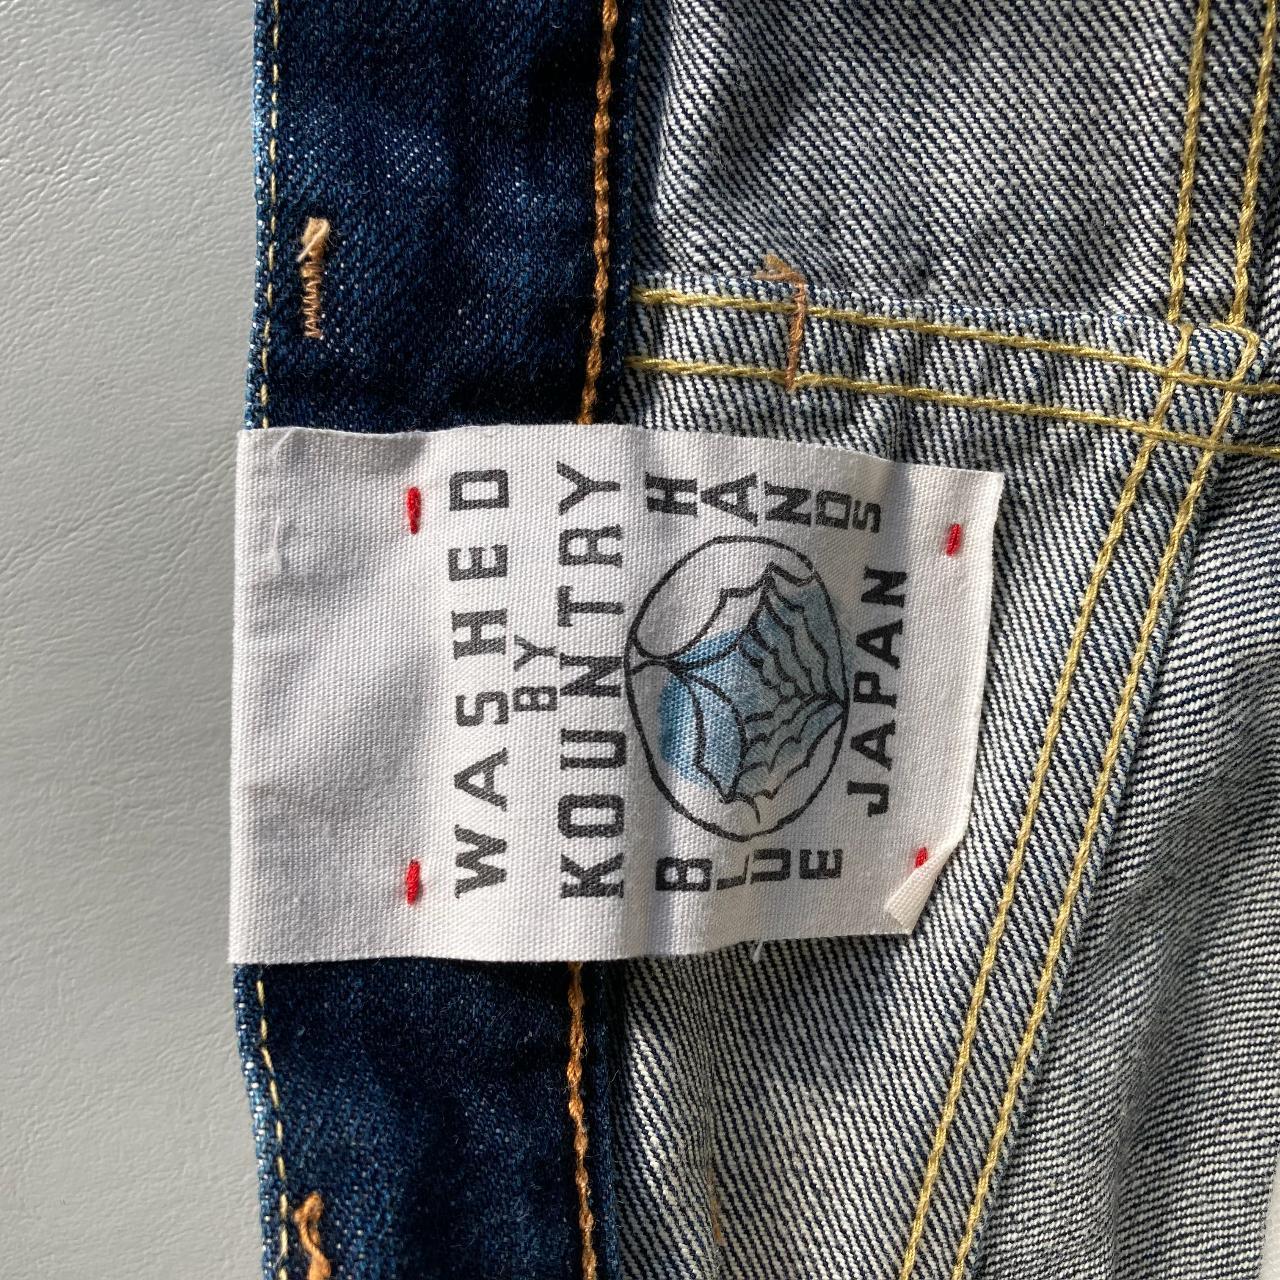 WASHED
BY
KOUNTRY
BLUE HANDS
JAPAN